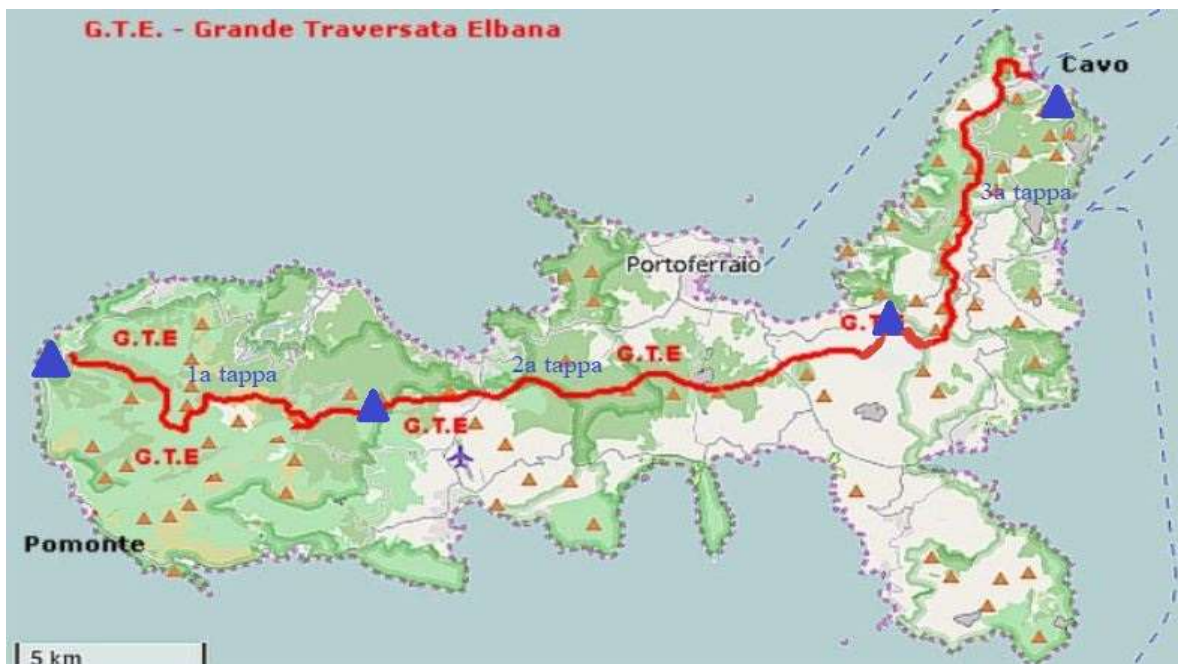 G.T.E. - Grande Traversata Elbana
Cavo
3a tappa
Portoferraio
G.T.E
G.T.E
1a tappa
2a tappa
G.T.E
G.T.E
G.T.E
Pomonte
5 km